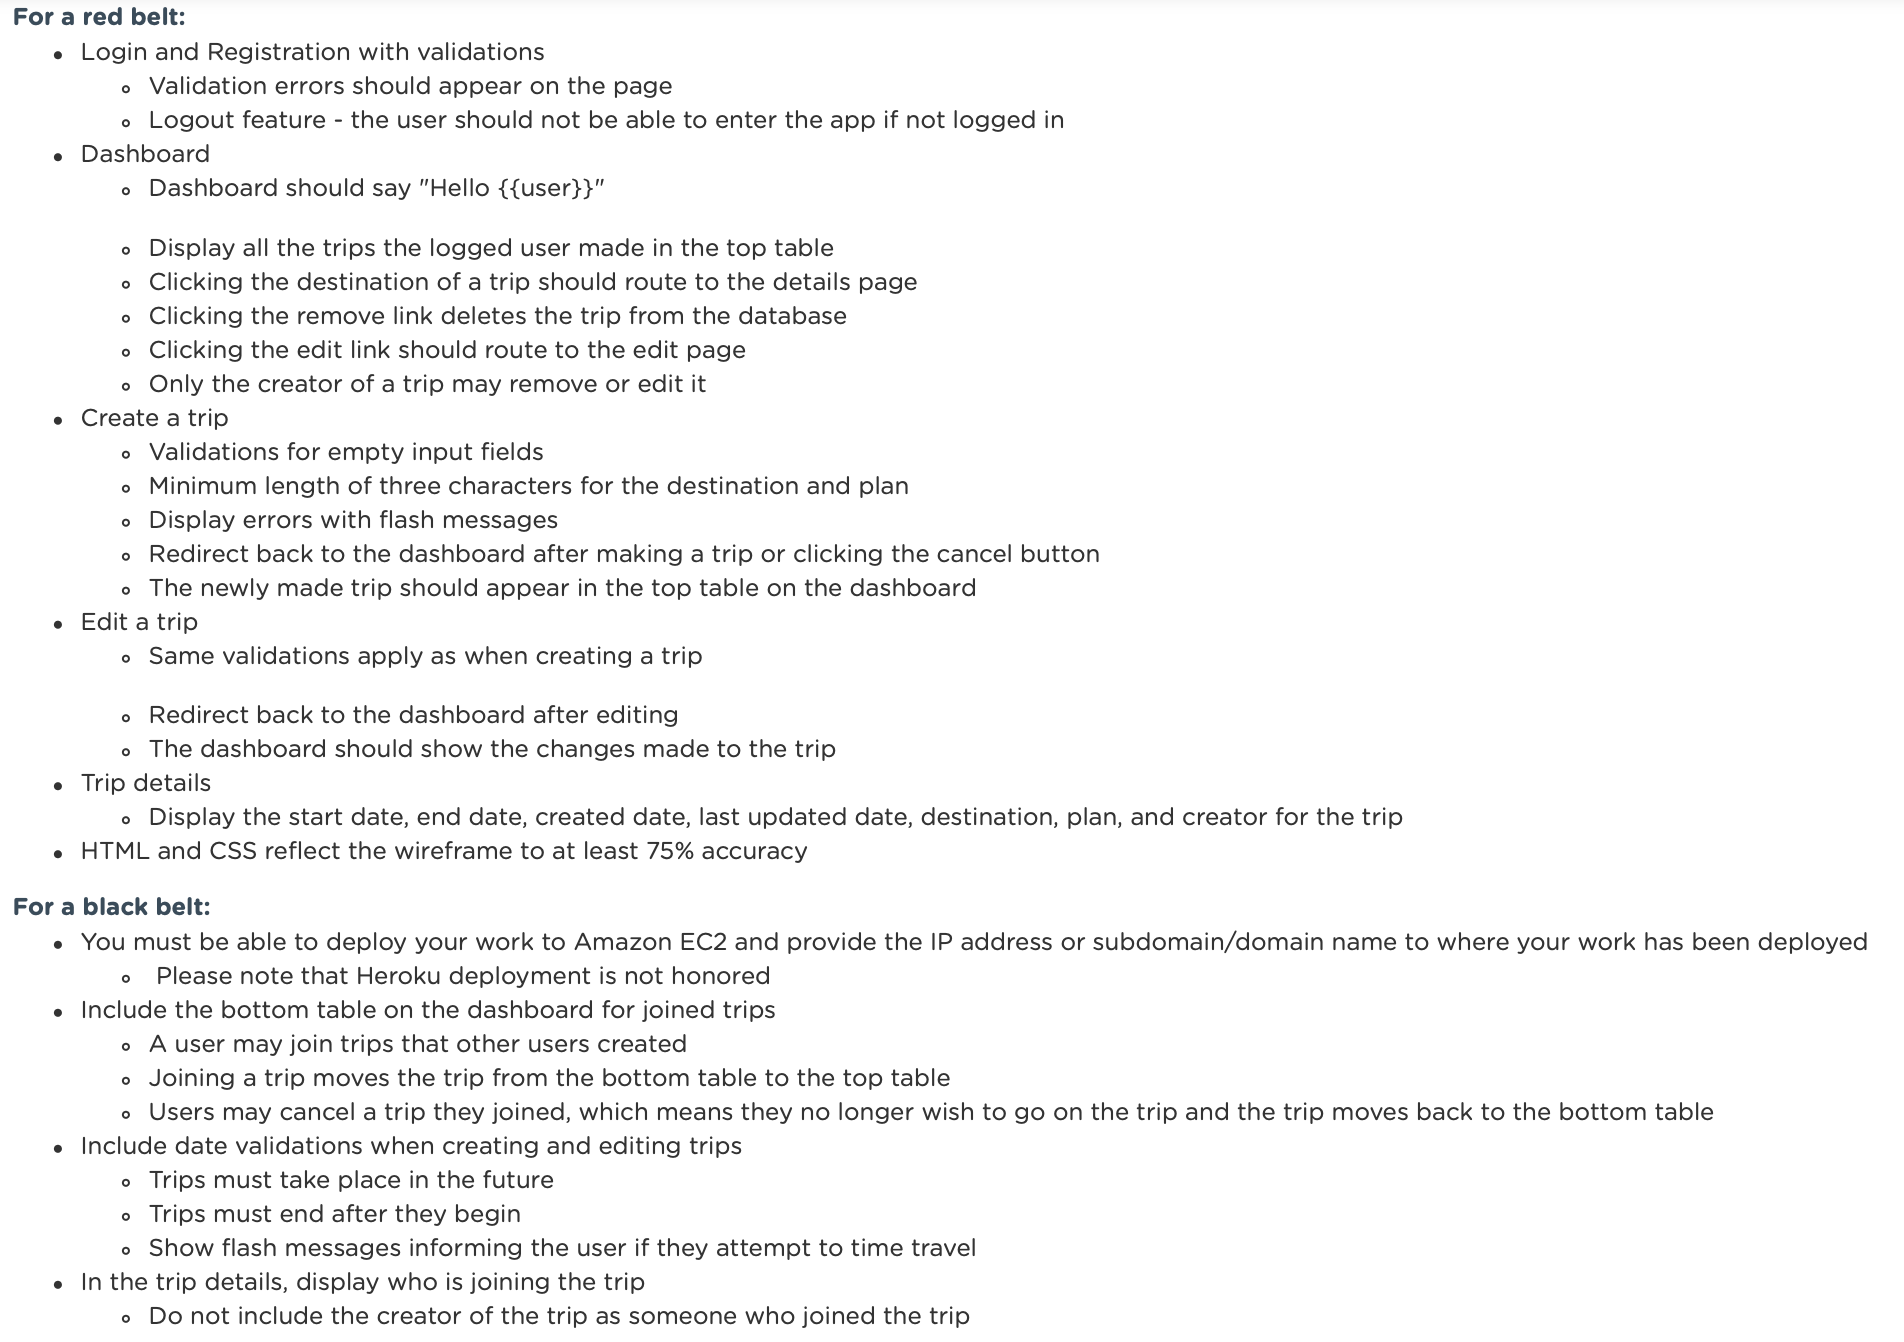 For a red belt:
• Login and Registration with validations
◦ Validation errors should appear on the page
◦ Logout feature - the user should not be able to enter the app if not logged in
• Dashboard
◦ Dashboard should say "Hello {{user}}"
◦ Display all the trips the logged user made in the top table
◦ Clicking the destination of a trip should route to the details page
◦ Clicking the remove link deletes the trip from the database
◦ Clicking the edit link should route to the edit page
◦ Only the creator of a trip may remove or edit it
• Create a trip
◦ Validations for empty input fields
◦ Minimum length of three characters for the destination and plan
◦ Display errors with flash messages
◦ Redirect back to the dashboard after making a trip or clicking the cancel button
◦ The newly made trip should appear in the top table on the dashboard
• Edit a trip
◦ Same validations apply as when creating a trip
◦ Redirect back to the dashboard after editing
◦ The dashboard should show the changes made to the trip
• Trip details
◦ Display the start date, end date, created date, last updated date, destination, plan, and creator for the trip
• HTML and CSS reflect the wireframe to at least 75% accuracy
For a black belt:
• You must be able to deploy your work to Amazon EC2 and provide the IP address or subdomain/domain name to where your work has been deployed
◦ Please note that Heroku deployment is not honored
• Include the bottom table on the dashboard for joined trips
◦ A user may join trips that other users created
◦ Joining a trip moves the trip from the bottom table to the top table
◦ Users may cancel a trip they joined, which means they no longer wish to go on the trip and the trip moves back to the bottom table
• Include date validations when creating and editing trips
◦ Trips must take place in the future
◦ Trips must end after they begin
◦ Show flash messages informing the user if they attempt to time travel
• In the trip details, display who is joining the trip
◦ Do not include the creator of the trip as someone who joined the trip